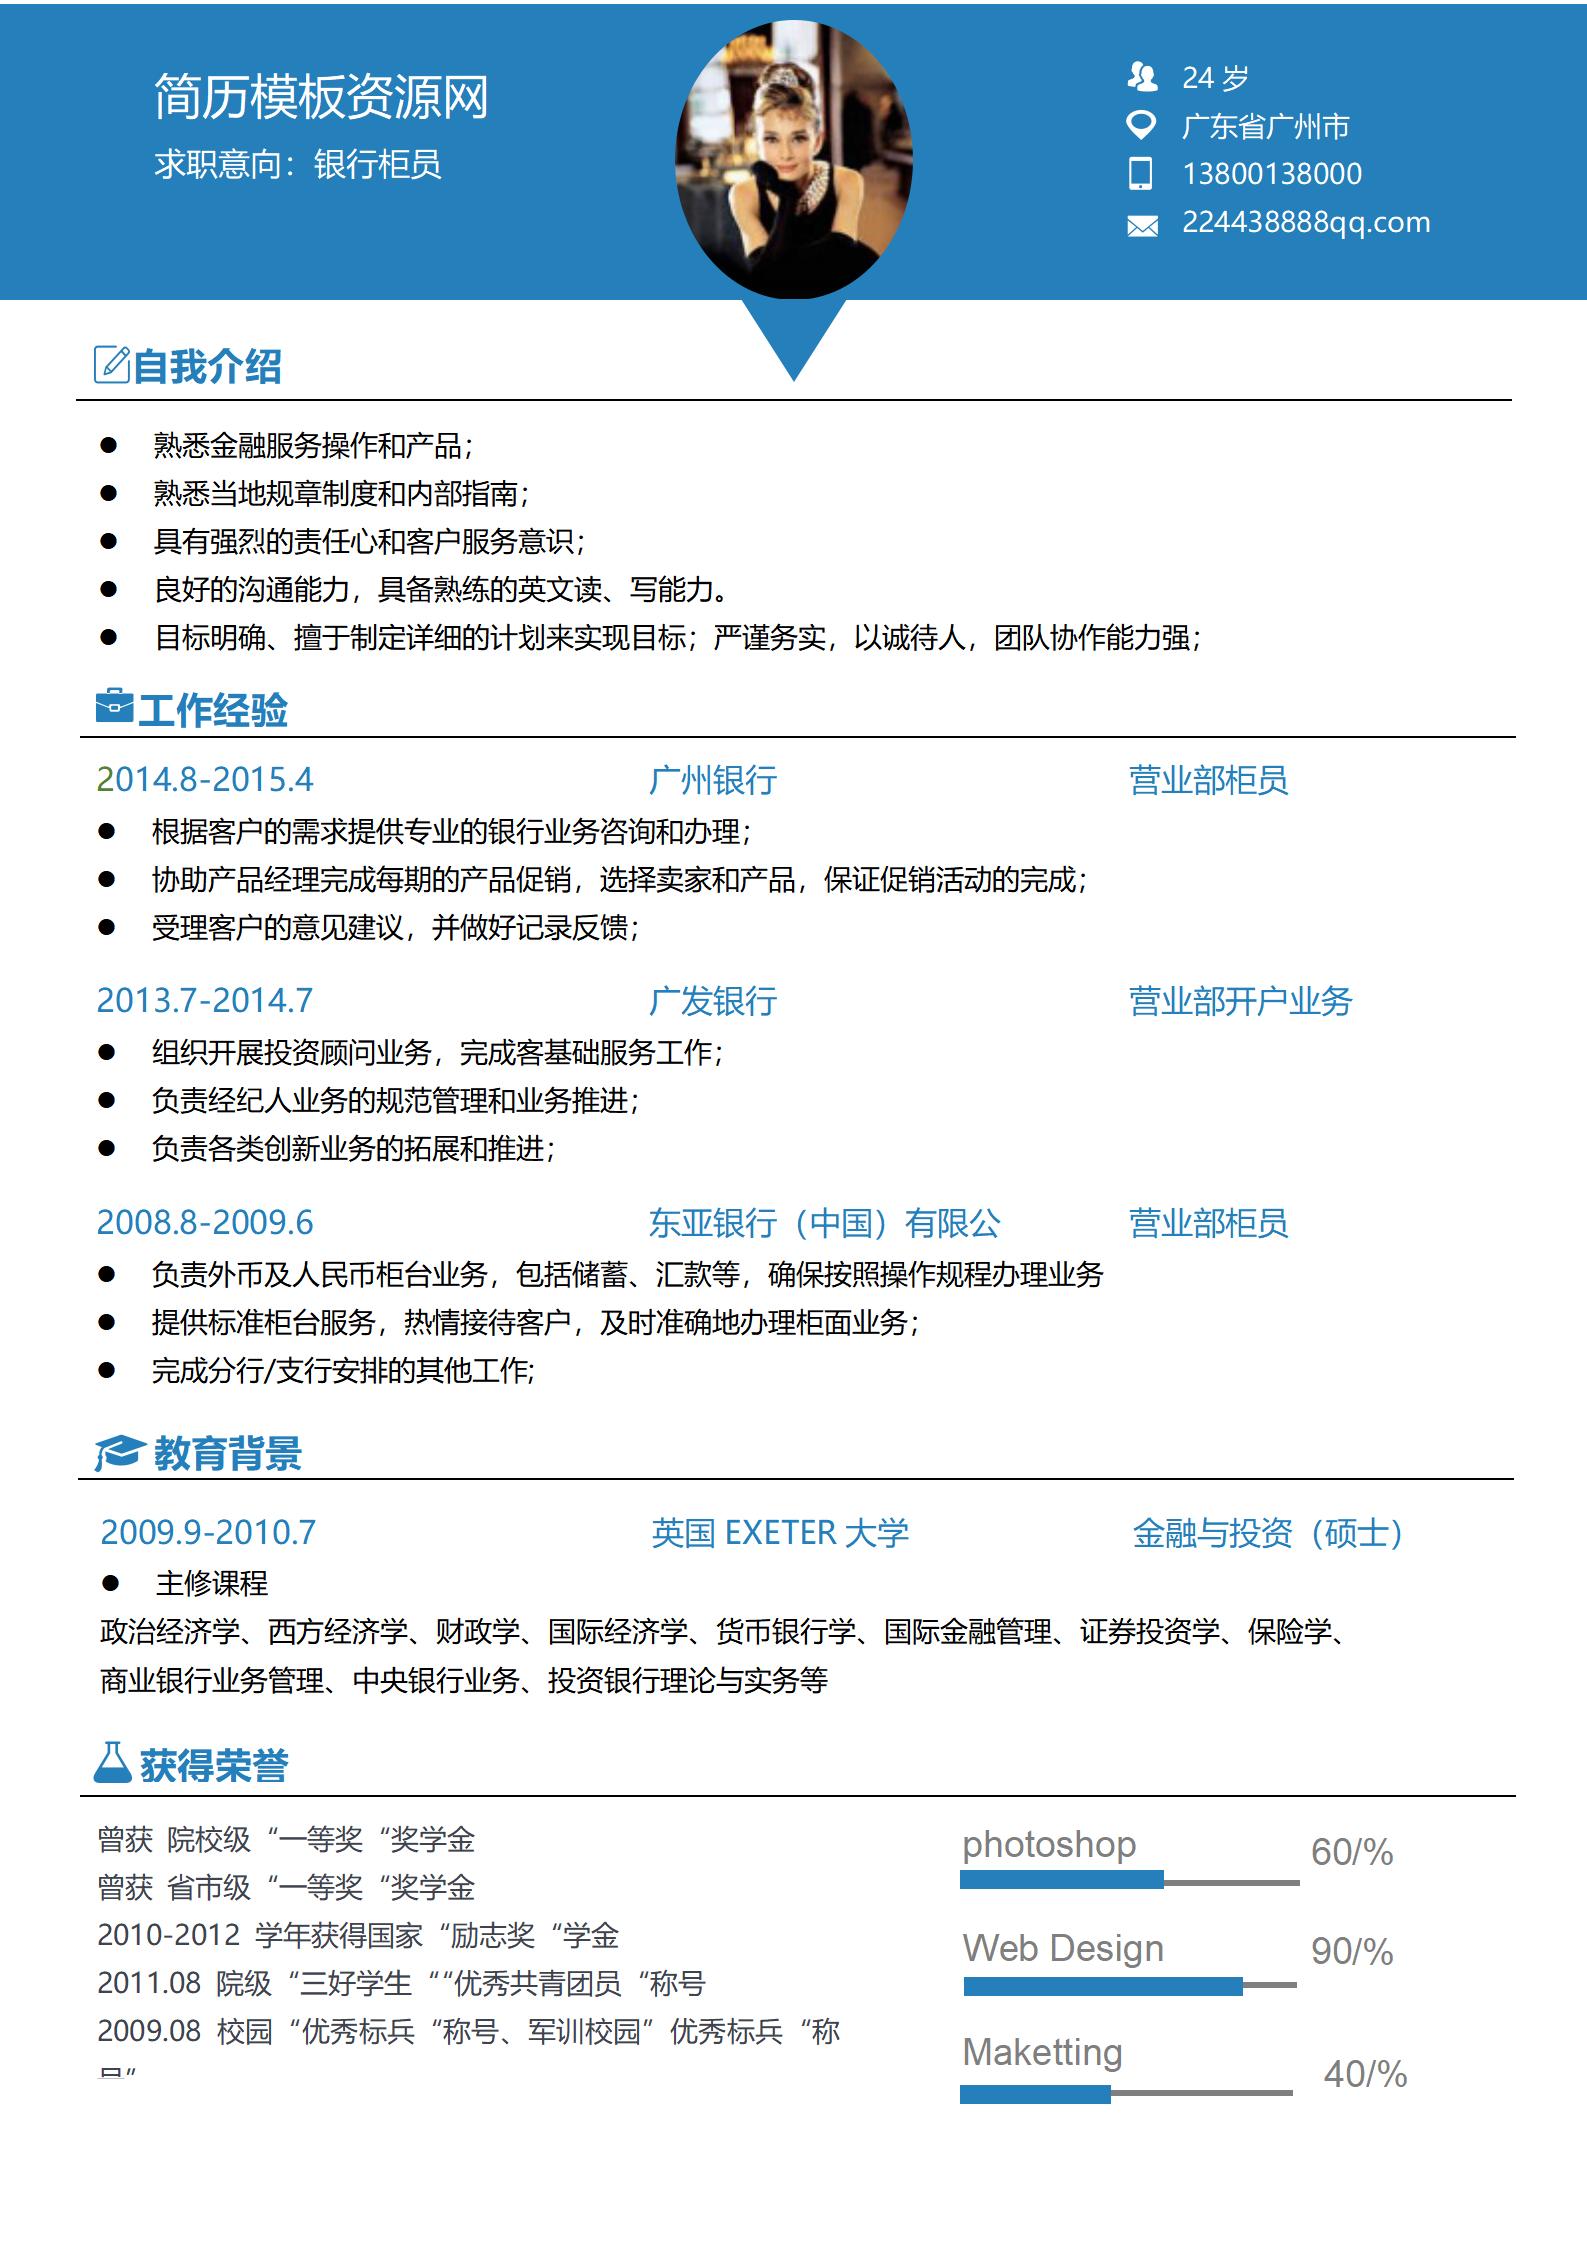 简历模板资源网
求职意向：银行柜员
24 岁
广东省广州市
13800138000
224438888qq.com
自我介绍
● 熟悉金融服务操作和产品；
● 熟悉当地规章制度和内部指南；
● 具有强烈的责任心和客户服务意识；
● 良好的沟通能力，具备熟练的英文读、写能力。
● 目标明确、擅于制定详细的计划来实现目标；严谨务实，以诚待人，团队协作能力强；
工作经验
2014.8-2015.4 广州银行 营业部柜员
● 根据客户的需求提供专业的银行业务咨询和办理；
● 协助产品经理完成每期的产品促销，选择卖家和产品，保证促销活动的完成；
● 受理客户的意见建议，并做好记录反馈；
2013.7-2014.7 广发银行 营业部开户业务
● 组织开展投资顾问业务，完成客基础服务工作；
● 负责经纪人业务的规范管理和业务推进；
● 负责各类创新业务的拓展和推进；
2008.8-2009.6 东亚银行（中国）有限公 营业部柜员
● 负责外币及人民币柜台业务，包括储蓄、汇款等，确保按照操作规程办理业务
● 提供标准柜台服务，热情接待客户，及时准确地办理柜面业务；
● 完成分行/支行安排的其他工作;
教育背景
2009.9-2010.7 英国 EXETER 大学 金融与投资（硕士）
● 主修课程
政治经济学、西方经济学、财政学、国际经济学、货币银行学、国际金融管理、证券投资学、保险学、
商业银行业务管理、中央银行业务、投资银行理论与实务等
获得荣誉
曾获 院校级“一等奖“奖学金
曾获 省市级“一等奖“奖学金
2010-2012 学年获得国家“励志奖“学金
2011.08 院级“三好学生““优秀共青团员“称号
2009.08 校园“优秀标兵“称号、军训校园”优秀标兵“称
号”
photoshop 60/%
Web Design 90/%
Maketting 40/%